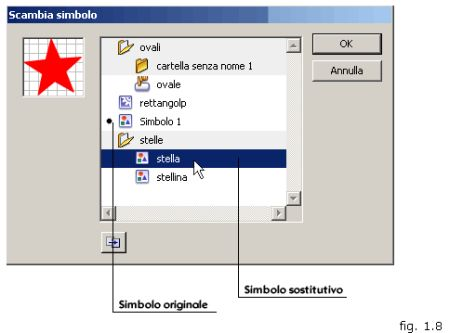 Scambia simbolo
ovali
cartella senza nome 1
ovale
rettangolp
Simbolo 1
stelle
stella
stellina
OK
Annulla
Simbolo sostitutivo
Simbolo originale
fig. 1.8